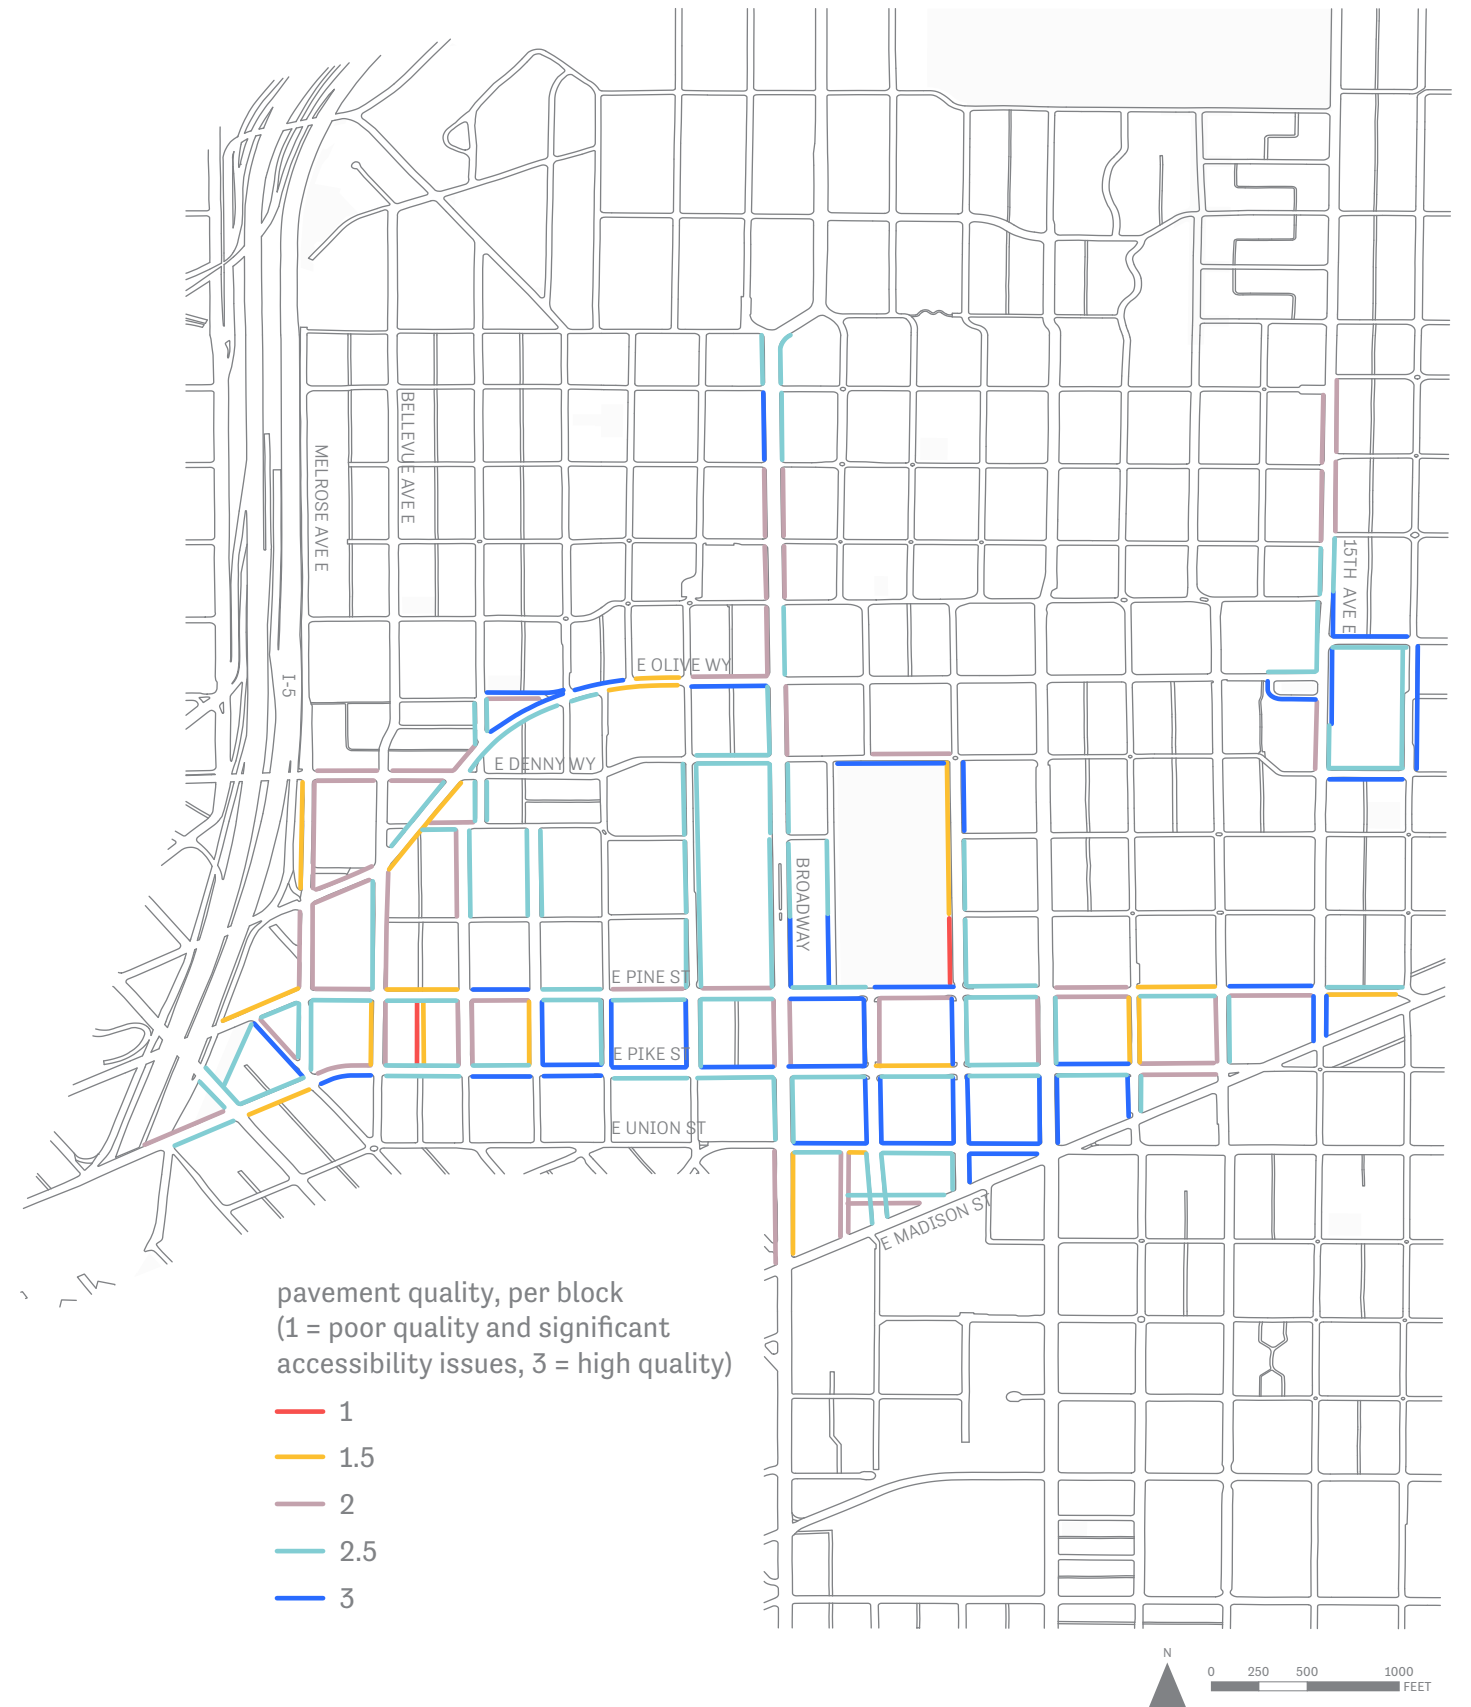 BELLEVUE AVE E
MELROSE AVE E
15TH AVE E
E OLIVE WY
I-5
E DENNY WY
BROADWAY
E PINE ST
E PIKE ST
E UNION ST
E MADISON ST
pavement quality, per block
(1 = poor quality and significant
accessibility issues, 3 = high quality)
1
1.5
2
2.5
3
N
0 250 500 1000
FEET